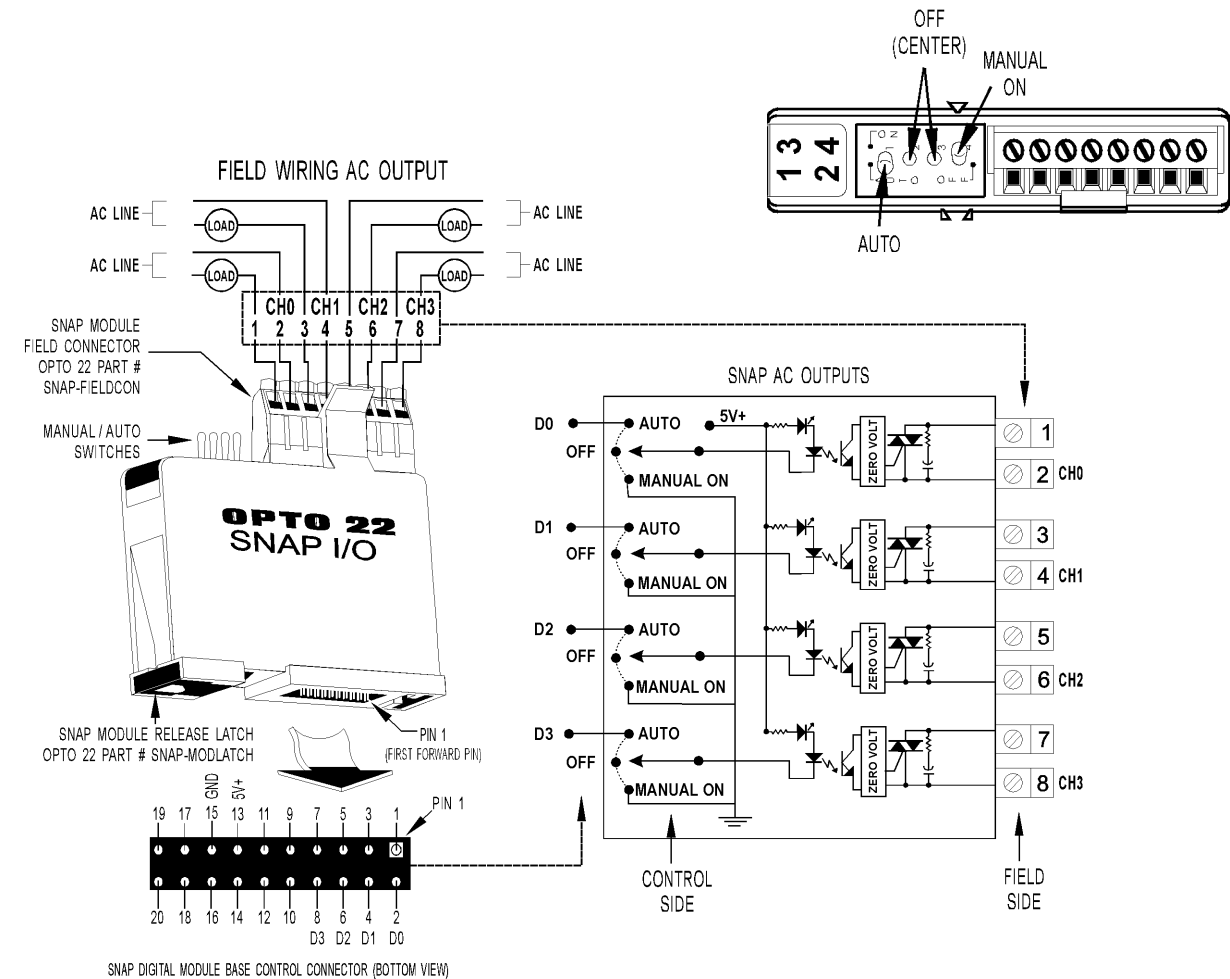 OFF
(CENTER)
MANUAL
ON
1 3
2 4
AUTO
FIELD WIRING AC OUTPUT
AC LINE
LOAD
LOAD
AC LINE
AC LINE
LOAD
LOAD
AC LINE
CH0 CH1 CH2 CH3
1 2 3 4 5 6 7 8
SNAP MODULE
FIELD CONNECTOR
OPTO 22 PART #
SNAP-FIELDCON
MANUAL/AUTO
SWITCHES
OPTO 22
SNAP I/O
SNAP MODULE RELEASE LATCH
OPTO 22 PART # SNAP-MODLATCH
PIN 1
(FIRST FORWARD PIN)
GND 5V+
19 17 15 13 11 9 7 5 3 1
PIN 1
20 18 16 14 12 10 8 6 4 2
D3 D2 D1 D0
SNAP DIGITAL MODULE BASE CONTROL CONNECTOR (BOTTOM VIEW)
SNAP AC OUTPUTS
D0 AUTO 5V+
OFF
MANUAL ON
ZERO VOLT
1
2 CH0
D1 AUTO
OFF
MANUAL ON
ZERO VOLT
3
4 CH1
D2 AUTO
OFF
MANUAL ON
ZERO VOLT
5
6 CH2
D3 AUTO
OFF
MANUAL ON
ZERO VOLT
7
8 CH3
CONTROL
SIDE
FIELD
SIDE